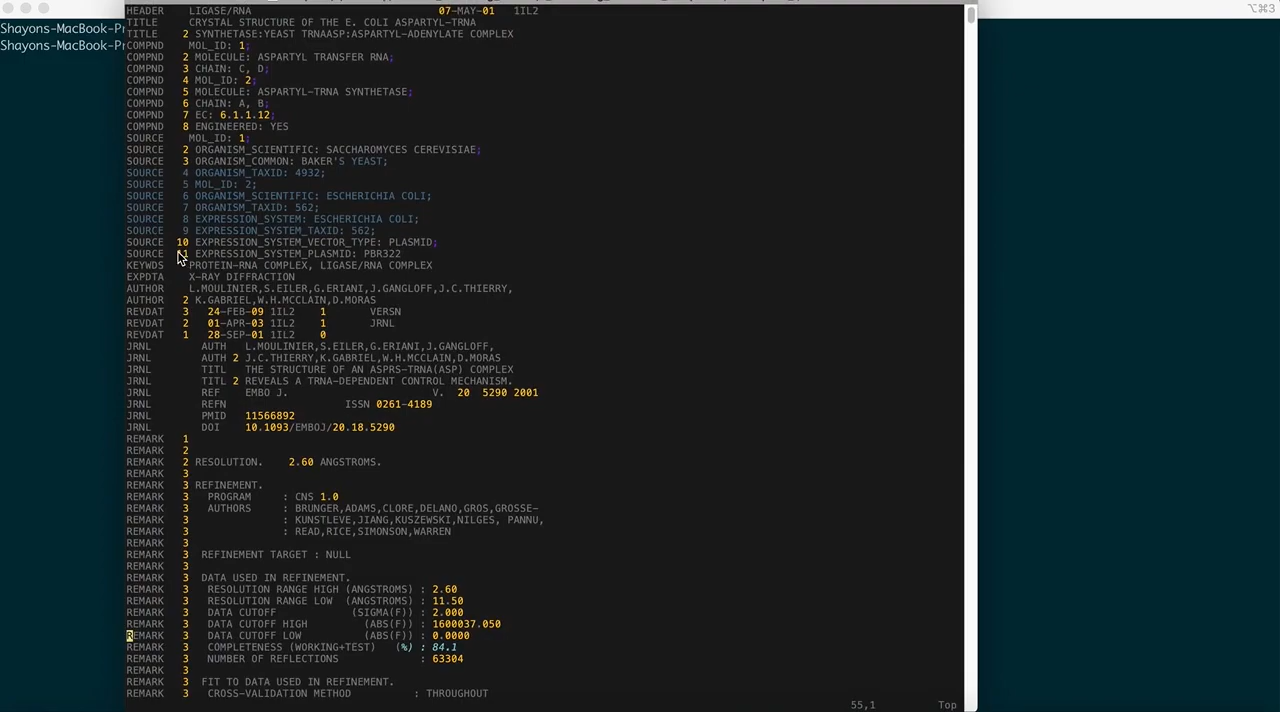 ⌥⌘3
Shayons-MacBook-Pr
Shayons-MacBook-Pr
HEADER    LIGASE/RNA                              07-MAY-01   1IL2
TITLE     CRYSTAL STRUCTURE OF THE E. COLI ASPARTYL-TRNA
TITLE    2 SYNTHETASE:YEAST TRNAASP:ASPARTYL-ADENYLATE COMPLEX
COMPND    MOL_ID: 1;
COMPND   2 MOLECULE: ASPARTYL TRANSFER RNA;
COMPND   3 CHAIN: C, D;
COMPND   4 MOL_ID: 2;
COMPND   5 MOLECULE: ASPARTYL-TRNA SYNTHETASE;
COMPND   6 CHAIN: A, B;
COMPND   7 EC: 6.1.1.12;
COMPND   8 ENGINEERED: YES
SOURCE    MOL_ID: 1;
SOURCE   2 ORGANISM_SCIENTIFIC: SACCHAROMYCES CEREVISIAE;
SOURCE   3 ORGANISM_COMMON: BAKER'S YEAST;
SOURCE   4 ORGANISM_TAXID: 4932;
SOURCE   5 MOL_ID: 2;
SOURCE   6 ORGANISM_SCIENTIFIC: ESCHERICHIA COLI;
SOURCE   7 ORGANISM_TAXID: 562;
SOURCE   8 EXPRESSION_SYSTEM: ESCHERICHIA COLI;
SOURCE   9 EXPRESSION_SYSTEM_TAXID: 562;
SOURCE  10 EXPRESSION_SYSTEM_VECTOR_TYPE: PLASMID;
SOURCE  11 EXPRESSION_SYSTEM_PLASMID: PBR322
KEYWDS    PROTEIN-RNA COMPLEX, LIGASE/RNA COMPLEX
EXPDTA    X-RAY DIFFRACTION
AUTHOR    L.MOULINIER,S.EILER,G.ERIANI,J.GANGLOFF,J.C.THIERRY,
AUTHOR   2 K.GABRIEL,W.H.MCCLAIN,D.MORAS
REVDAT   3   24-FEB-09 1IL2    1       VERSN
REVDAT   2   01-APR-03 1IL2    1       JRNL
REVDAT   1   28-SEP-01 1IL2    0
JRNL        AUTH   L.MOULINIER,S.EILER,G.ERIANI,J.GANGLOFF,
JRNL        AUTH 2 J.C.THIERRY,K.GABRIEL,W.H.MCCLAIN,D.MORAS
JRNL        TITL   THE STRUCTURE OF AN ASPRS-TRNA(ASP) COMPLEX
JRNL        TITL 2 REVEALS A TRNA-DEPENDENT CONTROL MECHANISM.
JRNL        REF    EMBO J.                       V.  20  5290 2001
JRNL        REFN                   ISSN 0261-4189
JRNL        PMID   11566892
JRNL        DOI    10.1093/EMBOJ/20.18.5290
REMARK   1
REMARK   2
REMARK   2 RESOLUTION.    2.60 ANGSTROMS.
REMARK   3
REMARK   3 REFINEMENT.
REMARK   3   PROGRAM     : CNS 1.0
REMARK   3   AUTHORS     : BRUNGER,ADAMS,CLORE,DELANO,GROS,GROSSE-
REMARK   3               : KUNSTLEVE,JIANG,KUSZEWSKI,NILGES, PANNU,
REMARK   3               : READ,RICE,SIMONSON,WARREN
REMARK   3
REMARK   3  REFINEMENT TARGET : NULL
REMARK   3
REMARK   3  DATA USED IN REFINEMENT.
REMARK   3   RESOLUTION RANGE HIGH (ANGSTROMS) : 2.60
REMARK   3   RESOLUTION RANGE LOW  (ANGSTROMS) : 11.50
REMARK   3   DATA CUTOFF            (SIGMA(F)) : 2.000
REMARK   3   DATA CUTOFF HIGH         (ABS(F)) : 1600037.050
REMARK   3   DATA CUTOFF LOW          (ABS(F)) : 0.0000
REMARK   3   COMPLETENESS (WORKING+TEST)   (%) : 84.1
REMARK   3   NUMBER OF REFLECTIONS             : 63304
REMARK   3
REMARK   3  FIT TO DATA USED IN REFINEMENT.
REMARK   3   CROSS-VALIDATION METHOD          : THROUGHOUT
55,1          Top